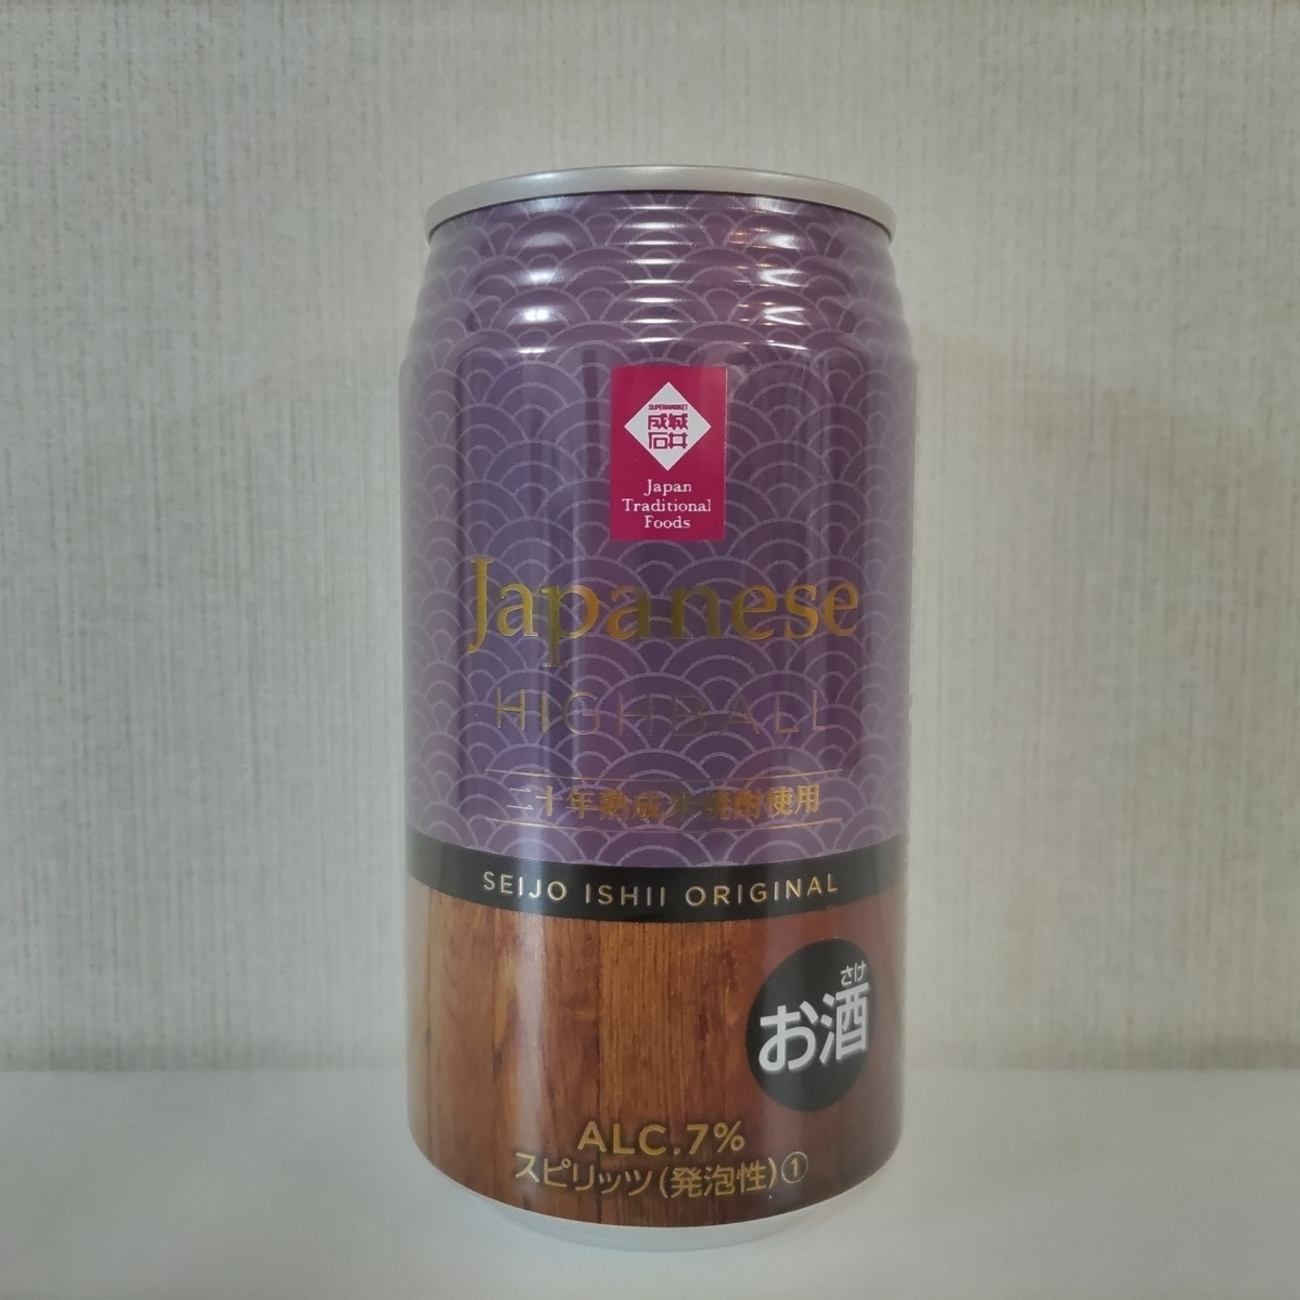 SUPERMARKET
成城
石井
Japan
Traditional
Foods
Japanese
HIGHBALL
二十年熟成米焼酎使用
SEIJO ISHII ORIGINAL
さけ
お酒
ALC.7%
スピリッツ(発泡性)①